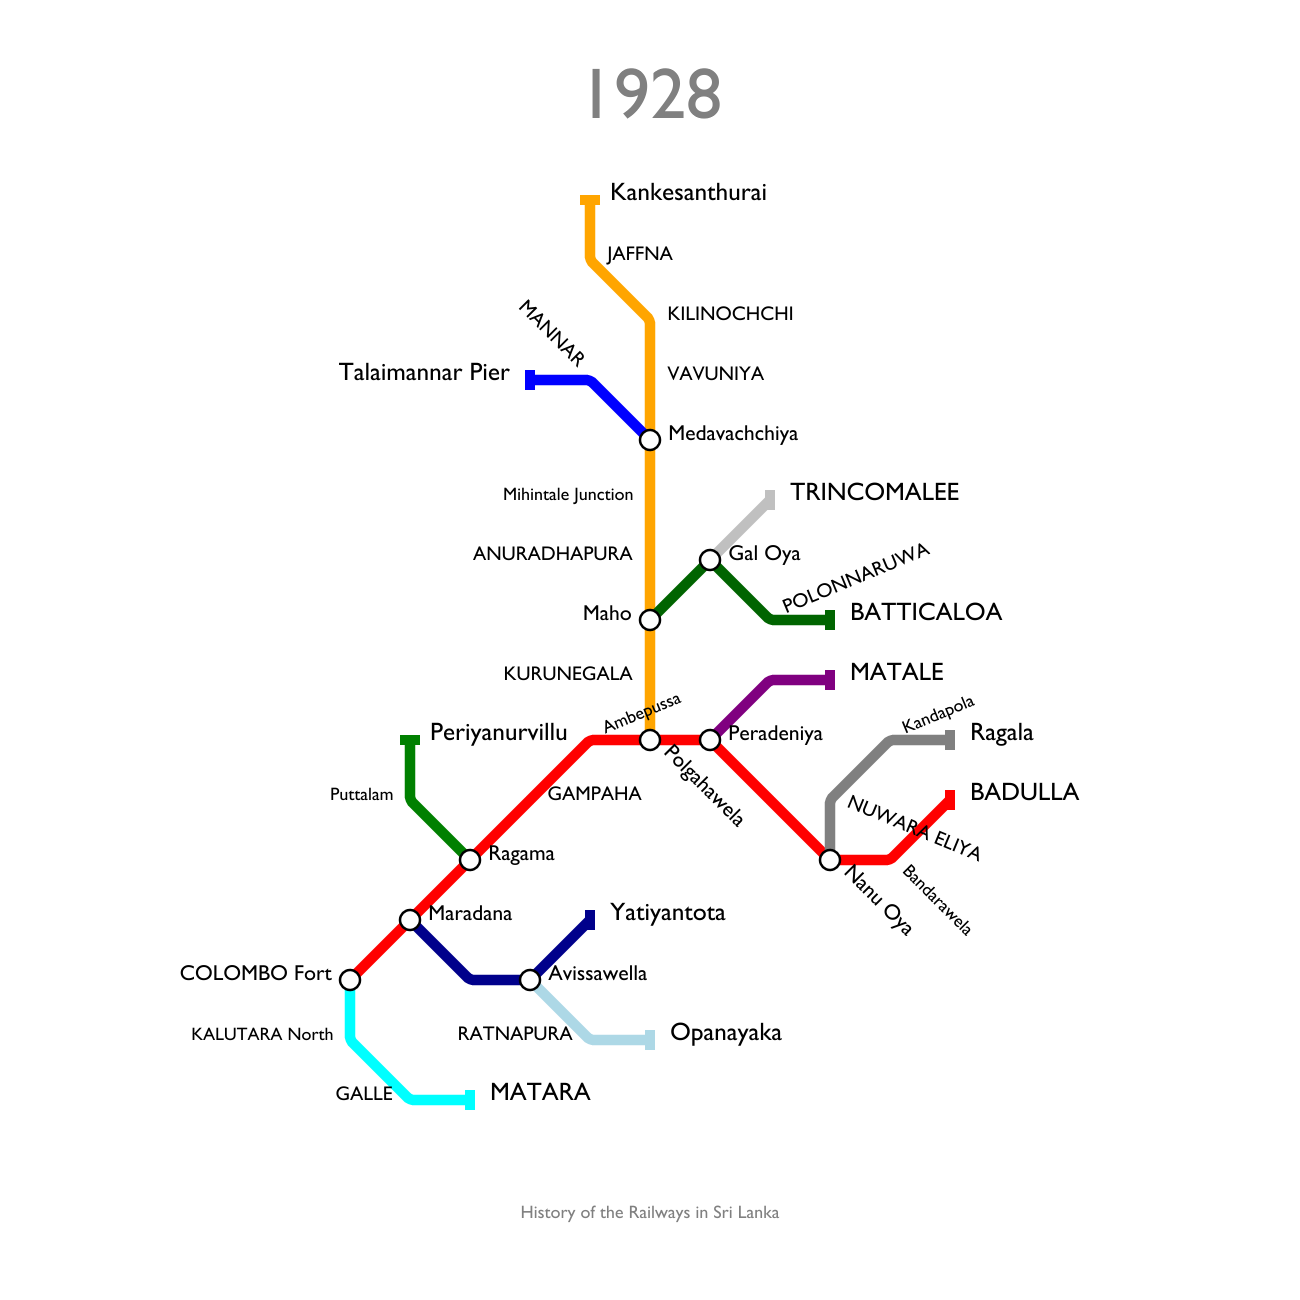 1928
Kankesanthurai
JAFFNA
KILINOCHCHI
MANNAR
Talaimannar Pier
VAVUNIYA
Medavachchiya
Mihintale Junction
TRINCOMALEE
ANURADHAPURA
Gal Oya
POLONNARUWA
Maho
BATTICALOA
KURUNEGALA
MATALE
Ambepussa
Kandapola
Periyanurvillu
Peradeniya
Ragala
Polgahawela
Puttalam
GAMPAHA
BADULLA
NUWARA ELIYA
Ragama
Nanu Oya
Bandarawela
Maradana
Yatiyantota
COLOMBO Fort
Avissawella
KALUTARA North
RATNAPURA
Opanayaka
GALLE
MATARA
History of the Railways in Sri Lanka